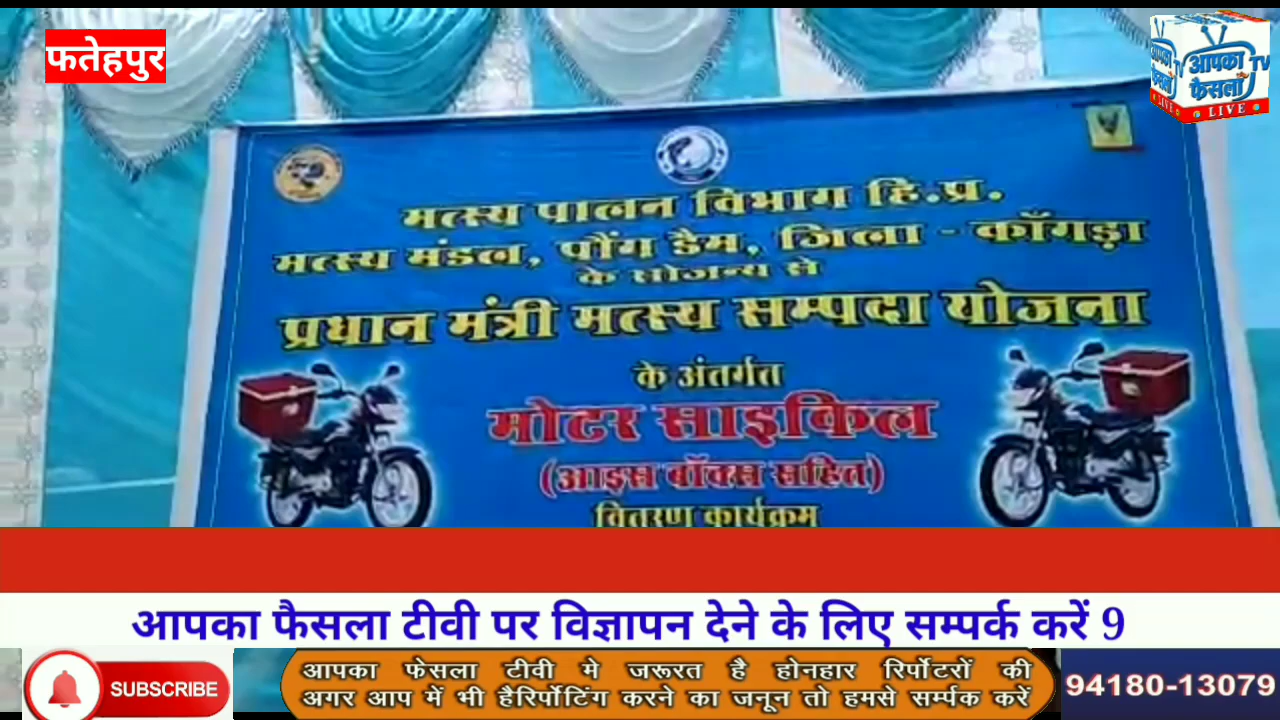 फतेहपुर
आपका TV
फैसला
LIVE
मत्स्य पालन विभाग हि.प्र.
मत्स्य मंडल, पौंग डैम, जिला - काँगड़ा
के सोजन्य से
प्रधान मंत्री मत्स्य सम्पदा योजना
के अंतर्गत
मोटर साइकिल
(आइस बॉक्स सहित)
वितरण कार्यक्रम
आपका फैसला टीवी पर विज्ञापन देने के लिए सम्पर्क करें 9
SUBSCRIBE
आपका फेसला टीवी मे जरूरत है होनहार रिर्पोटरों की
अगर आप में भी हैरिर्पोटिंग करने का जनून तो हमसे सर्म्पक करें
94180-13079